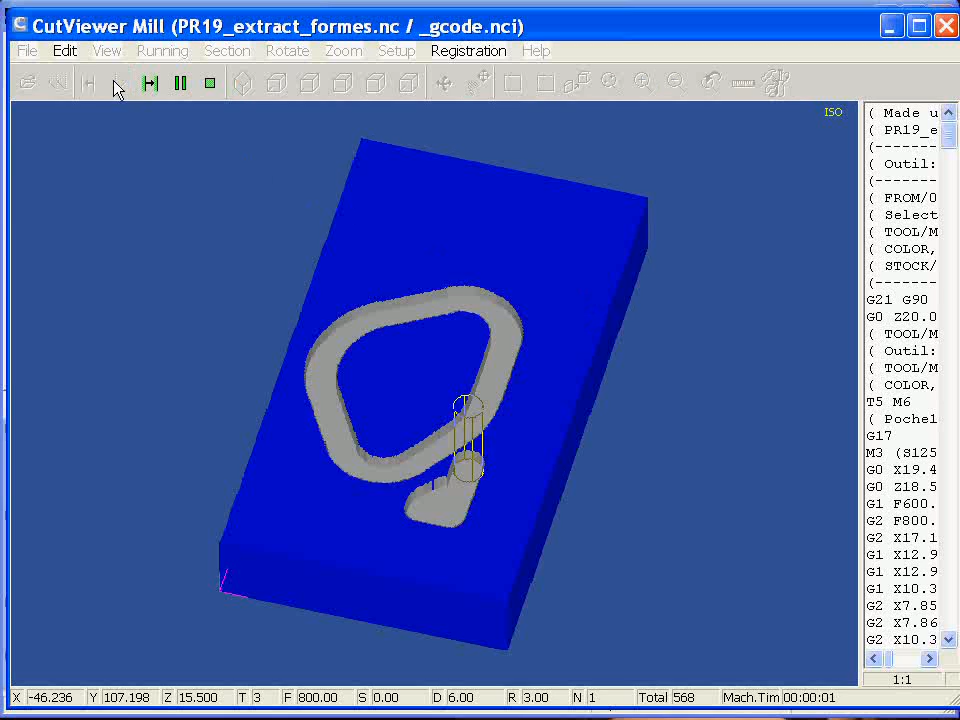 CutViewer Mill (PR19_extract_formes.nc / _gcode.nci)
File Edit View Running Section Rotate Zoom Setup Registration Help
ISO
( Made u
( PR19_e
(-------
( Outil:
(-------
( FROM/0
( Select
( TOOL/M
( COLOR,
( STOCK/
(-------
G21 G90
G0 Z20.0
( TOOL/M
( Outil:
( TOOL/M
( COLOR,
T5 M6
( Poche1
G17
M3 (S125
G0 X19.4
G0 Z18.5
G1 F600.
G2 F800.
G2 X17.1
G1 X12.9
G1 X12.9
G1 X10.3
G2 X7.85
G2 X7.86
G2 X10.3
1:1
X -46.236 Y 107.198 Z 15.500 T 3 F 800.00 S 0.00 D 6.00 R 3.00 N 1 Total 568 Mach.Tim 00:00:01